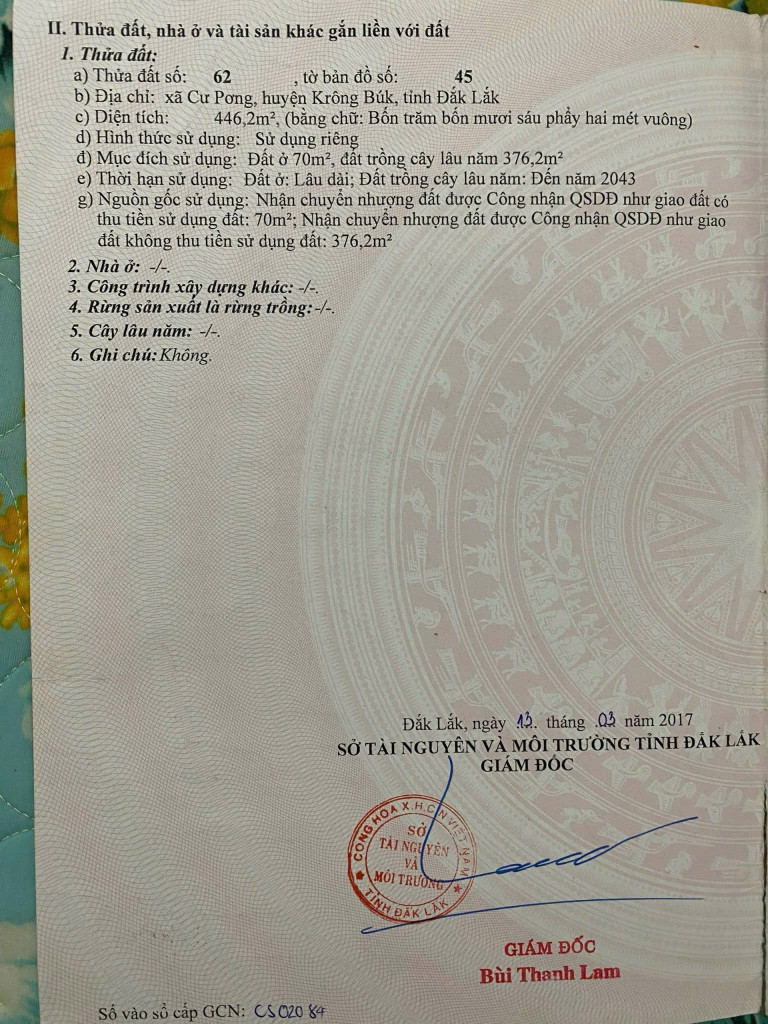 II. Thửa đất, nhà ở và tài sản khác gắn liền với đất
1. Thửa đất:
a) Thửa đất số: 62 , tờ bản đồ số: 45
b) Địa chỉ: xã Cư Pơng, huyện Krông Búk, tỉnh Đắk Lắk
c) Diện tích: 446,2m², (bằng chữ: Bốn trăm bốn mươi sáu phẩy hai mét vuông)
d) Hình thức sử dụng: Sử dụng riêng
đ) Mục đích sử dụng: Đất ở 70m², đất trồng cây lâu năm 376,2m²
e) Thời hạn sử dụng: Đất ở: Lâu dài; Đất trồng cây lâu năm: Đến năm 2043
g) Nguồn gốc sử dụng: Nhận chuyển nhượng đất được Công nhận QSDĐ như giao đất có
thu tiền sử dụng đất: 70m²; Nhận chuyển nhượng đất được Công nhận QSDĐ như giao
đất không thu tiền sử dụng đất: 376,2m²
2. Nhà ở: -/-.
3. Công trình xây dựng khác: -/-.
4. Rừng sản xuất là rừng trồng: -/-.
5. Cây lâu năm: -/-.
6. Ghi chú: Không.
Đắk Lắk, ngày 13. tháng .03 năm 2017
SỞ TÀI NGUYÊN VÀ MÔI TRƯỜNG TỈNH ĐẮK LẮK
GIÁM ĐỐC
CỘNG HOÀ X.H.C.N VIỆT NAM
SỞ
TÀI NGUYÊN
VÀ
MÔI TRƯỜNG
TỈNH ĐẮK LẮK
GIÁM ĐỐC
Bùi Thanh Lam
Số vào sổ cấp GCN: CS 02084